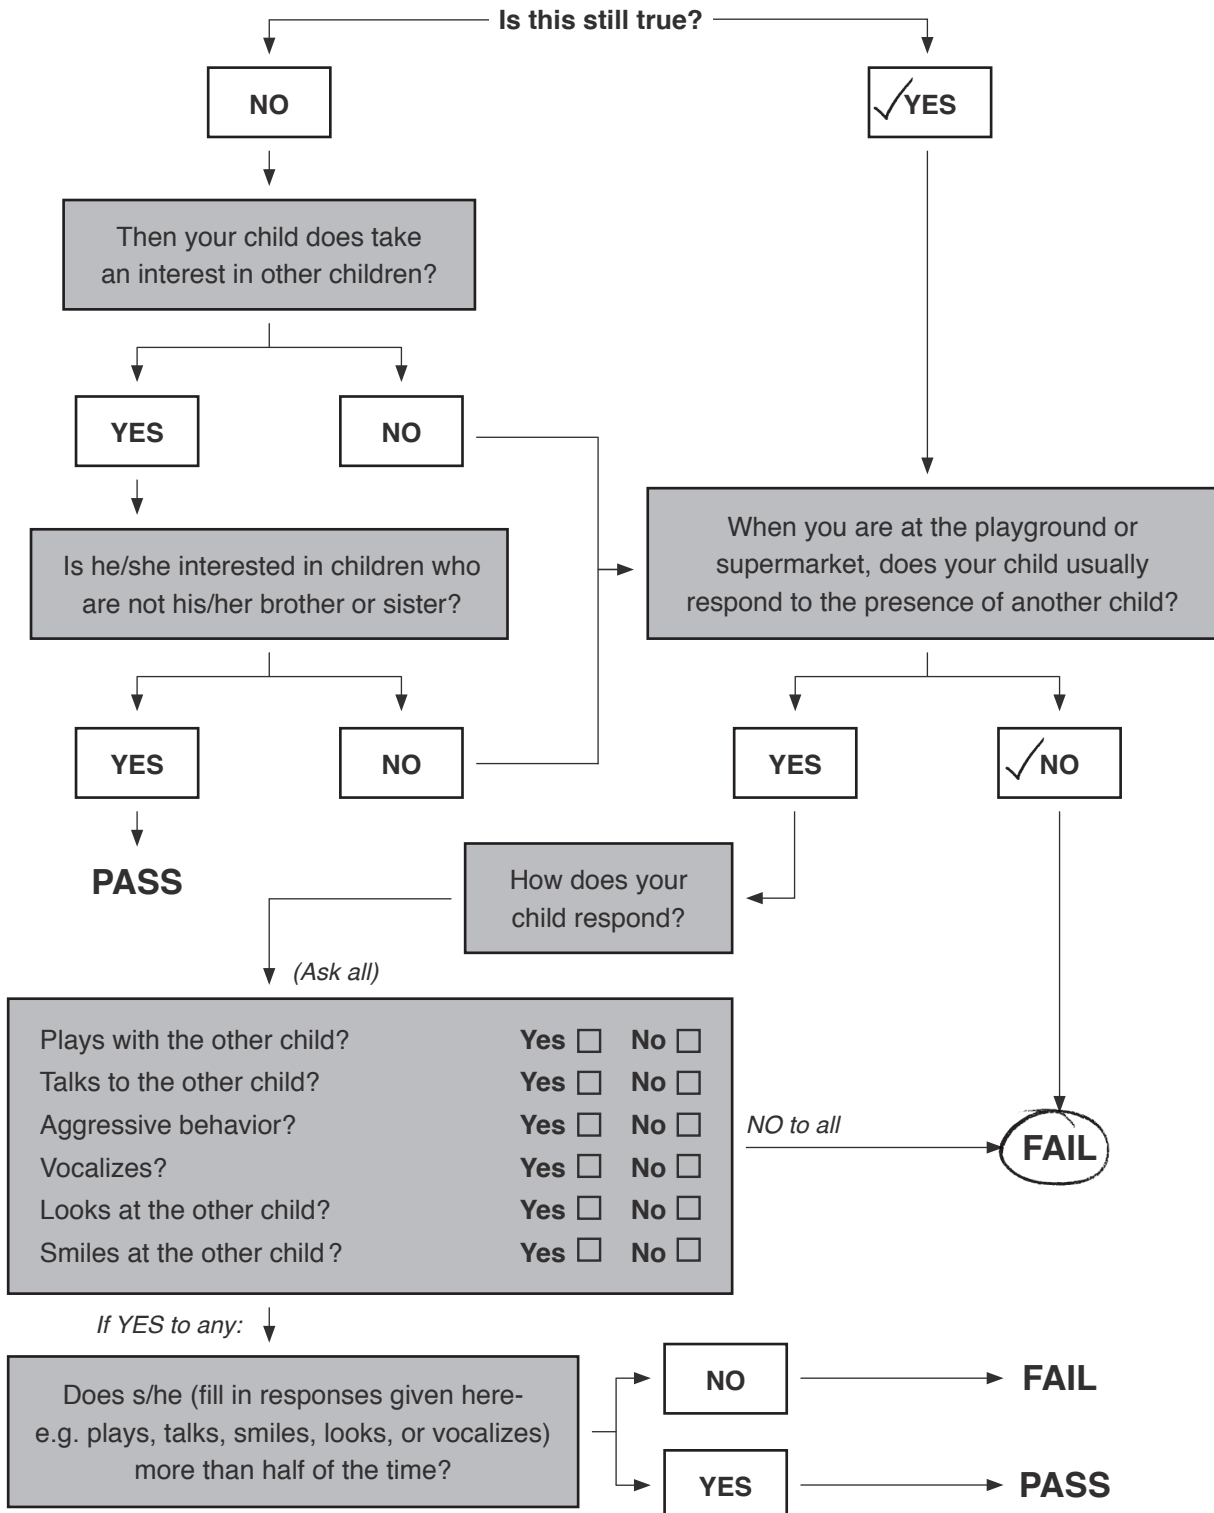 Is this still true?
NO
✓YES
Then your child does take
an interest in other children?
YES
NO
Is he/she interested in children who
are not his/her brother or sister?
When you are at the playground or
supermarket, does your child usually
respond to the presence of another child?
YES
NO
YES
✓NO
PASS
How does your
child respond?
(Ask all)
Plays with the other child? Yes ☐ No ☐
Talks to the other child? Yes ☐ No ☐
Aggressive behavior? Yes ☐ No ☐
Vocalizes? Yes ☐ No ☐
Looks at the other child? Yes ☐ No ☐
Smiles at the other child? Yes ☐ No ☐
NO to all
FAIL
If YES to any:
Does s/he (fill in responses given here-
e.g. plays, talks, smiles, looks, or vocalizes)
more than half of the time?
NO
FAIL
YES
PASS